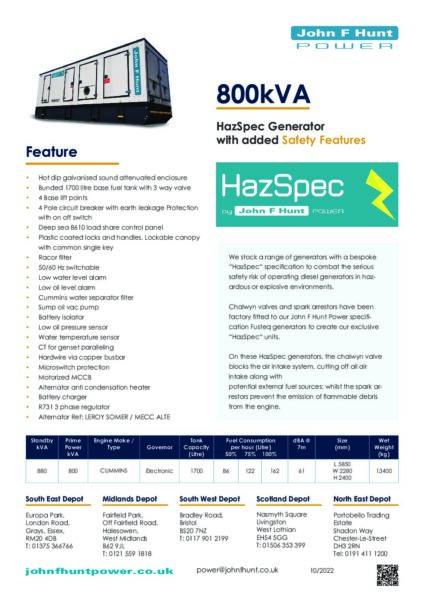 John F Hunt
POWER
John F Hunt
800kVA
HazSpec Generator
with added Safety Features
Feature
• Hot dip galvanised sound attenuated enclosure
• Bunded 1700 litre base fuel tank with 3 way valve
• 4 Base lift points
• 4 Pole circuit breaker with earth leakage Protection
with on off switch
• Deep sea 8610 load share control panel
• Plastic coated locks and handles. Lockable canopy
with common single key
• Racor filter
• 50/60 Hz switchable
• Low water level alarm
• Low oil level alarm
• Cummins water separator filter
• Sump oil vac pump
• Battery isolator
• Low oil pressure sensor
• Water temperature sensor
• CT for genset paralleling
• Hardwire via copper busbar
• Microswitch protection
• Motorized MCCB
• Alternator anti condensation heater
• Battery charger
• R731 3 phase regulator
• Alternator Ref: LEROY SOMER / MECC ALTE
HazSpec
by John F Hunt POWER
We stock a range of generators with a bespoke
"HazSpec" specification to combat the serious
safety risk of operating diesel generators in haz-
ardous or explosive environments.
Chalwyn valves and spark arrestors have been
factory fitted to our John F Hunt Power specifi-
cation Fusteq generators to create our exclusive
"HazSpec" units.
On these HazSpec generators, the chalwyn valve
blocks the air intake system, cutting off all air
intake along with
potential external fuel sources; whilst the spark ar-
restors prevent the emission of flammable debris
from the engine.
Standby kVA Prime Power kVA Engine Make / Type Governor Tank Capacity (Litre) Fuel Consumption per hour (Litre) 50% 75% 100% dBA @ 7m Size (mm) Wet Weight (kg)
880 800 CUMMINS Electronic 1700 86 122 162 61 L 5850 W 2280 H 2400 13400
South East Depot
Europa Park,
London Road,
Grays, Essex,
RM20 4DB
T: 01375 366766
Midlands Depot
Fairfield Park,
Off Fairfield Road,
Halesowen,
West Midlands
B62 9JL
T: 0121 559 1818
South West Depot
Bradley Road,
Bristol
BS20 7NZ
T: 0117 901 2199
Scotland Depot
Nasmyth Square
Livingston
West Lothian
EH54 5GG
T: 01506 353 399
North East Depot
Portobello Trading
Estate
Shadon Way
Chester-Le-Street
DH3 2RN
Tel: 0191 411 1200
johnfhuntpower.co.uk
power@johnfhunt.co.uk
10/2022